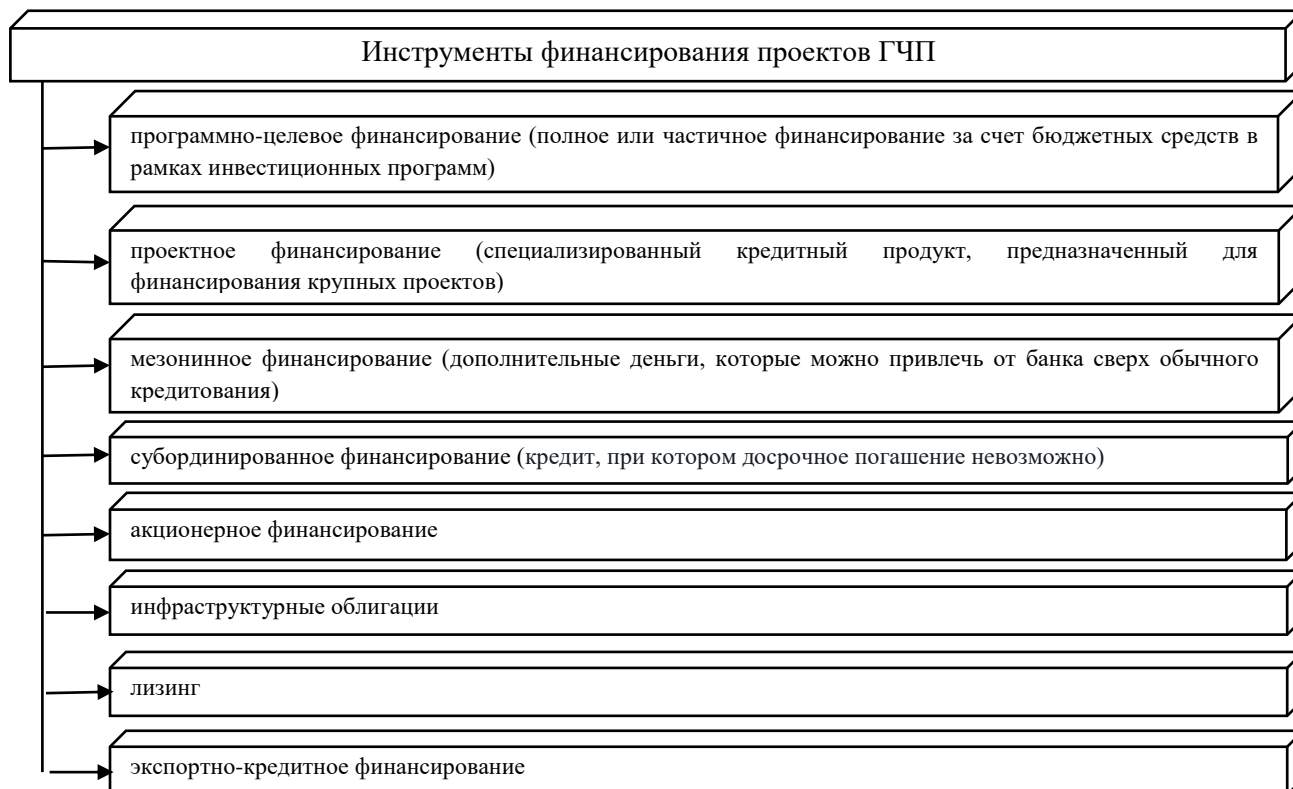 Инструменты финансирования проектов ГЧП
программно-целевое финансирование (полное или частичное финансирование за счет бюджетных средств в
рамках инвестиционных программ)
проектное финансирование (специализированный кредитный продукт, предназначенный для
финансирования крупных проектов)
мезонинное финансирование (дополнительные деньги, которые можно привлечь от банка сверх обычного
кредитования)
субординированное финансирование (кредит, при котором досрочное погашение невозможно)
акционерное финансирование
инфраструктурные облигации
лизинг
экспортно-кредитное финансирование